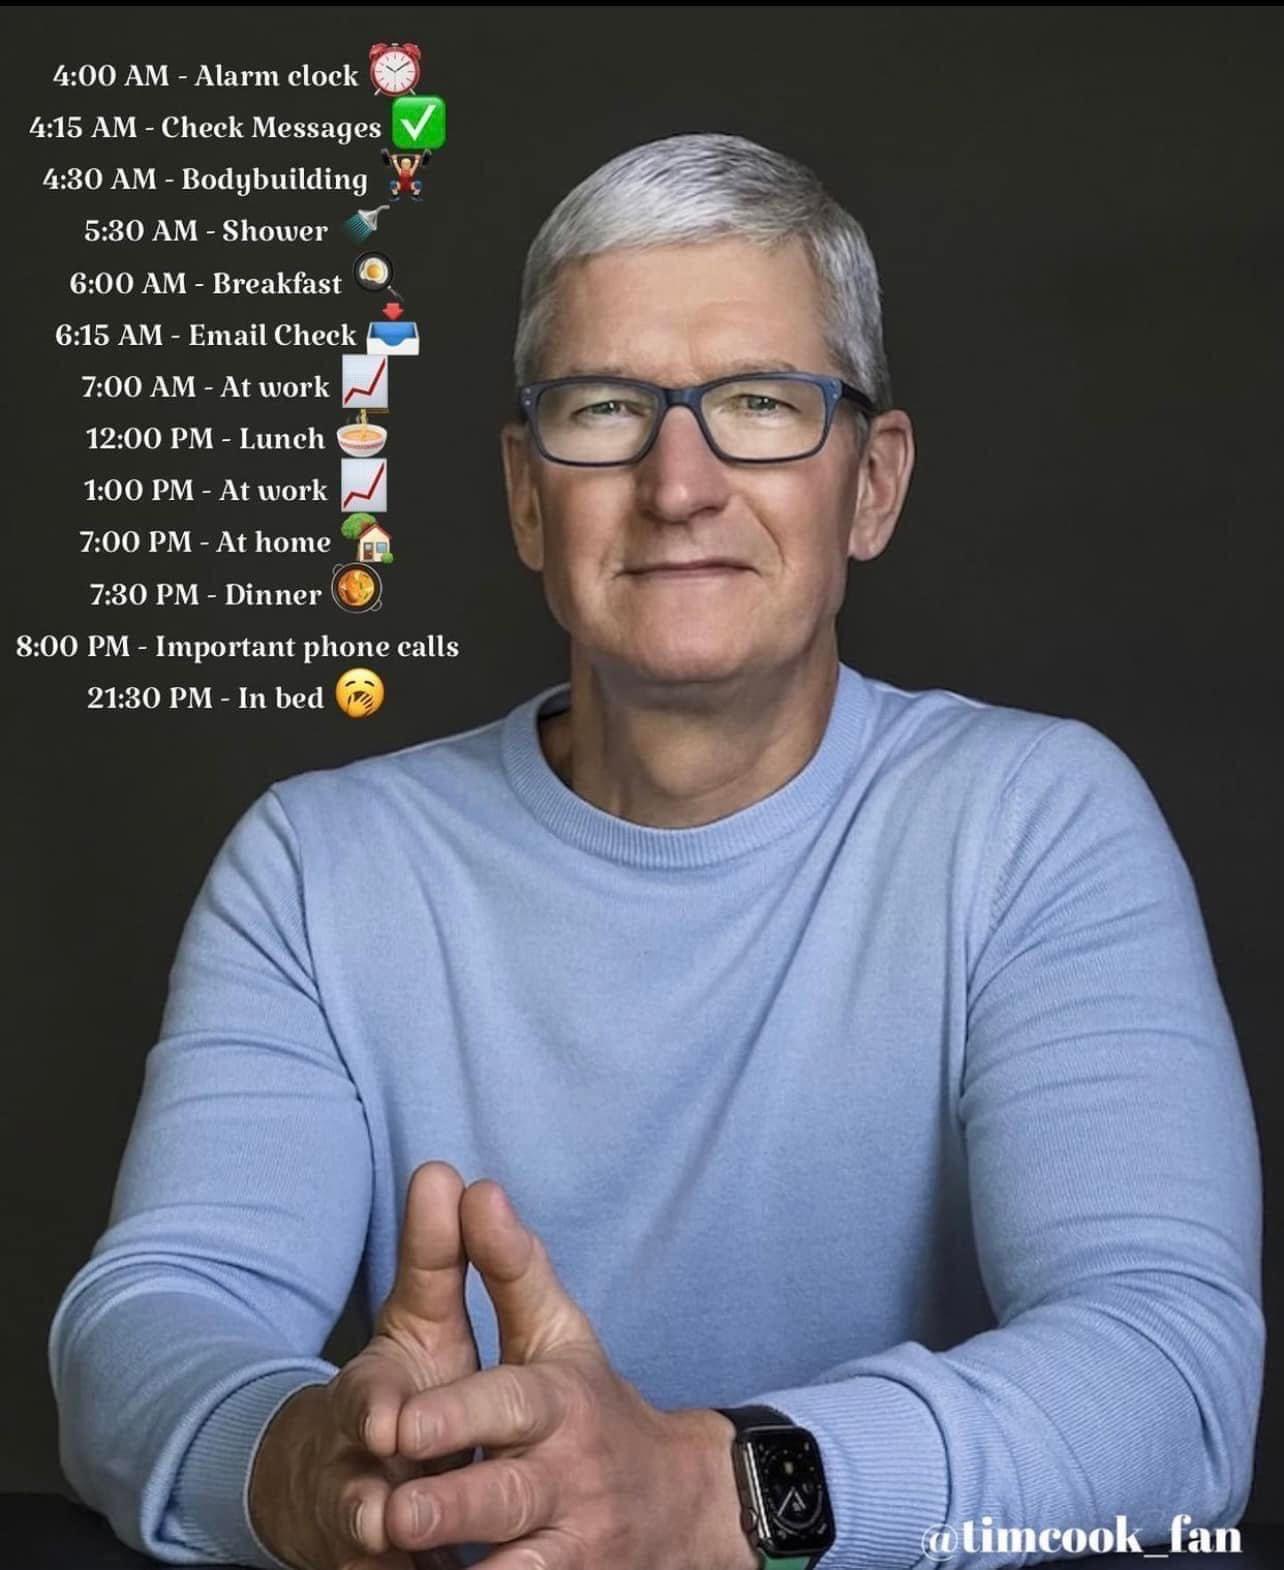 4:00 AM - Alarm clock ⏰
4:15 AM - Check Messages ✅
4:30 AM - Bodybuilding 🏋️
5:30 AM - Shower 🚿
6:00 AM - Breakfast 🍳
6:15 AM - Email Check 📥
7:00 AM - At work 📈
12:00 PM - Lunch 🍜
1:00 PM - At work 📈
7:00 PM - At home 🏡
7:30 PM - Dinner 🥘
8:00 PM - Important phone calls
21:30 PM - In bed 🥱
@timcook_fan